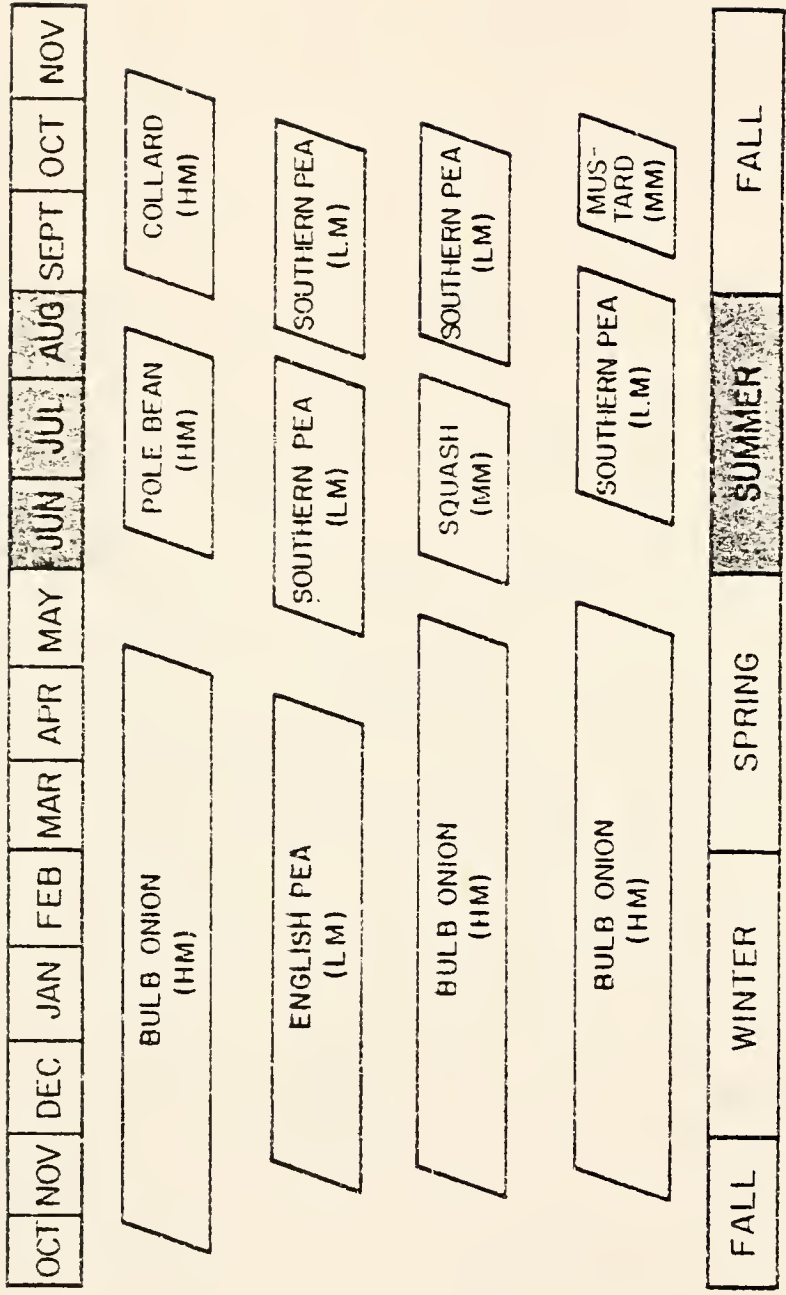 OCT NOV DEC JAN FEB MAR APR MAY JUN JUL AUG SEPT OCT NOV
BULB ONION
(HM)
POLE BEAN
(HM)
COLLARD
(HM)
ENGLISH PEA
(LM)
SOUTHERN PEA
(LM)
SOUTHERN PEA
(LM)
BULB ONION
(HM)
SQUASH
(MM)
SOUTHERN PEA
(LM)
BULB ONION
(HM)
SOUTHERN PEA
(LM)
MUS-
TARD
(MM)
FALL WINTER SPRING SUMMER FALL